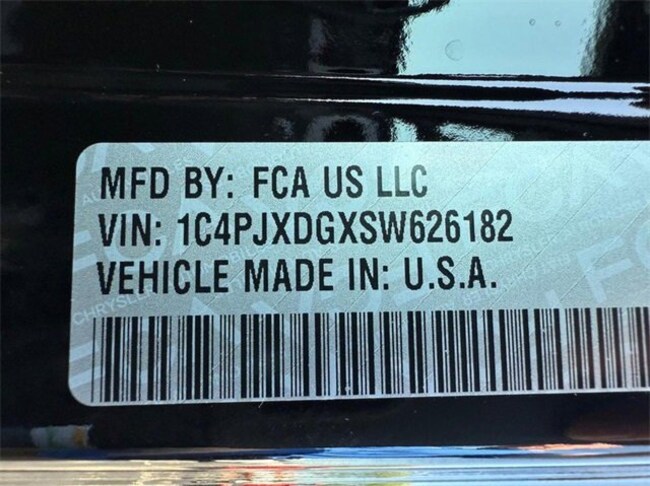 MFD BY: FCA US LLC
VIN: 1C4PJXDGXSW626182
VEHICLE MADE IN: U.S.A.